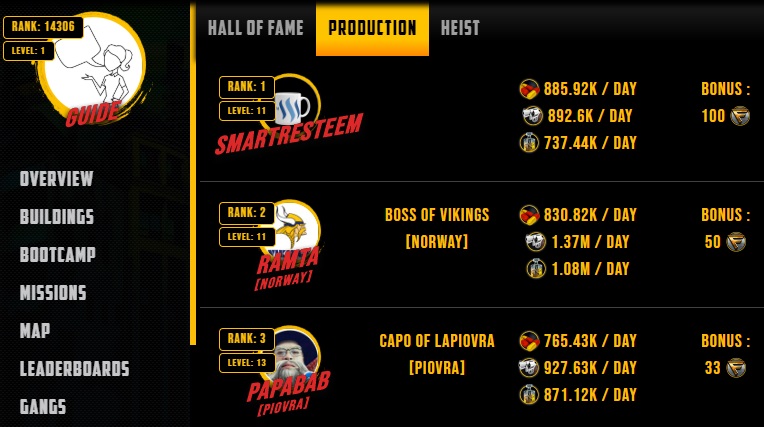 RANK: 14306
LEVEL: 1
GUIDE
OVERVIEW
BUILDINGS
BOOTCAMP
MISSIONS
MAP
LEADERBOARDS
GANGS
HALL OF FAME PRODUCTION HEIST
RANK: 1
LEVEL: 11
SMARTRESTEEM
885.92K / DAY
892.6K / DAY
737.44K / DAY
BONUS :
100
RANK: 2
LEVEL: 11
RAMTA
[NORWAY]
BOSS OF VIKINGS
[NORWAY]
830.82K / DAY
1.37M / DAY
1.08M / DAY
BONUS :
50
RANK: 3
LEVEL: 13
PAPABAB
[PIOVRA]
CAPO OF LAPIOVRA
[PIOVRA]
765.43K / DAY
927.63K / DAY
871.12K / DAY
BONUS :
33